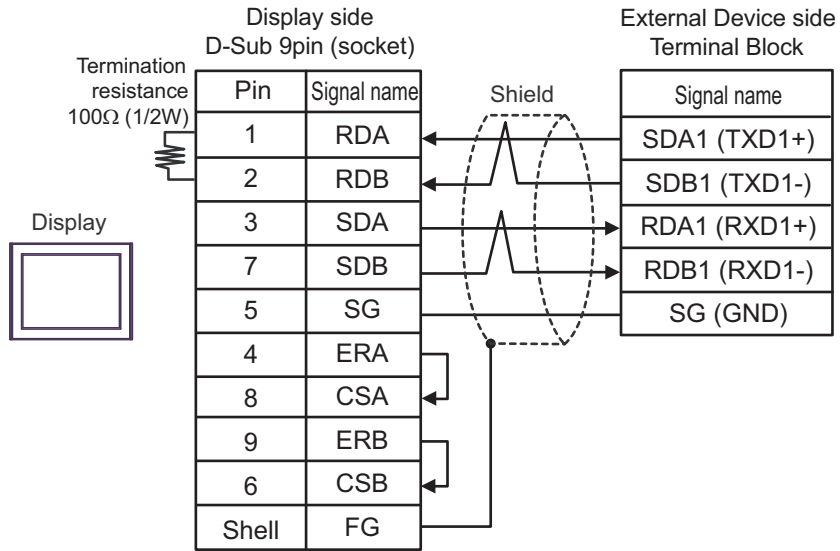 Display side
D-Sub 9pin (socket)
External Device side
Terminal Block
Termination
resistance
100Ω (1/2W)
Pin Signal name
Shield
Signal name
1 RDA
SDA1 (TXD1+)
2 RDB
SDB1 (TXD1-)
Display
3 SDA
RDA1 (RXD1+)
7 SDB
RDB1 (RXD1-)
5 SG
SG (GND)
4 ERA
8 CSA
9 ERB
6 CSB
Shell FG